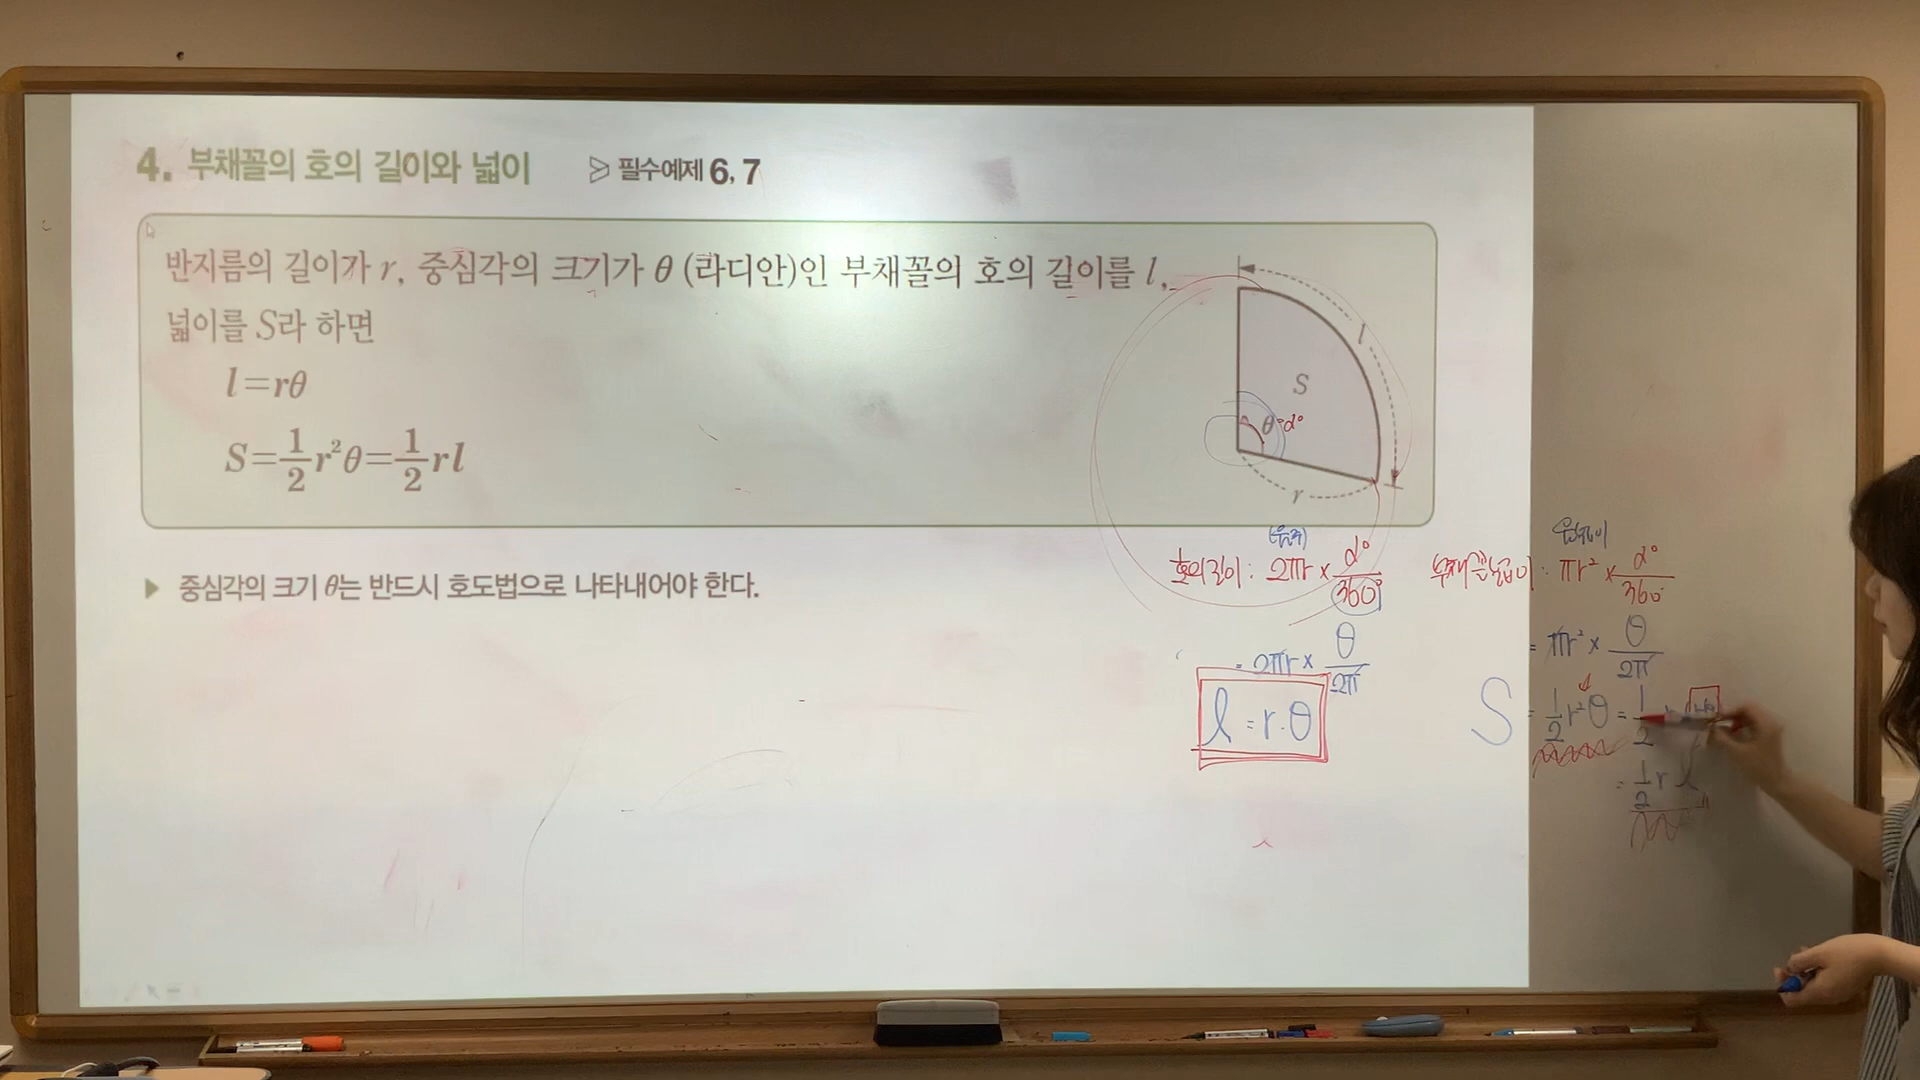 4. 부채꼴의 호의 길이와 넓이 필수예제 6, 7
반지름의 길이가 r, 중심각의 크기가 θ (라디안)인 부채꼴의 호의 길이를 l,
넓이를 S라 하면
l=rθ
S=1/2 r²θ=1/2 rl
l
S
θ=α°
r
▶ 중심각의 크기 θ는 반드시 호도법으로 나타내어야 한다.
(원주)
호의길이 : 2πr × α°/360°
= 2πr × θ/2π
l = r·θ
원넓이
부채꼴넓이 : πr² × α°/360°
= πr² × θ/2π
S = 1/2 r²θ = 1/2 r
= 1/2 r l